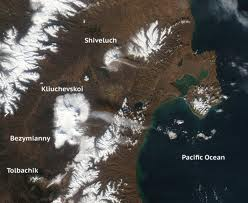 Shiveluch
Kliuchevskoi
Bezymianny
Pacific Ocean
Tolbachik